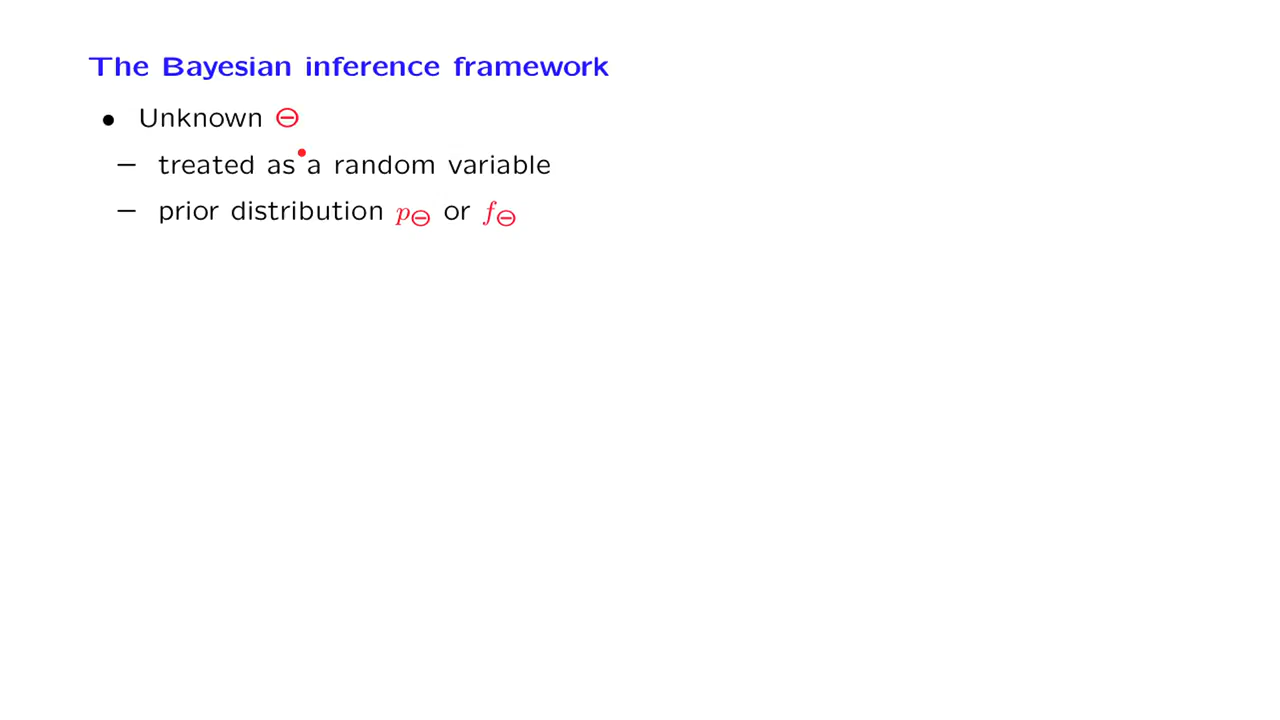 The Bayesian inference framework
• Unknown Θ
– treated as a random variable
– prior distribution p_Θ or f_Θ